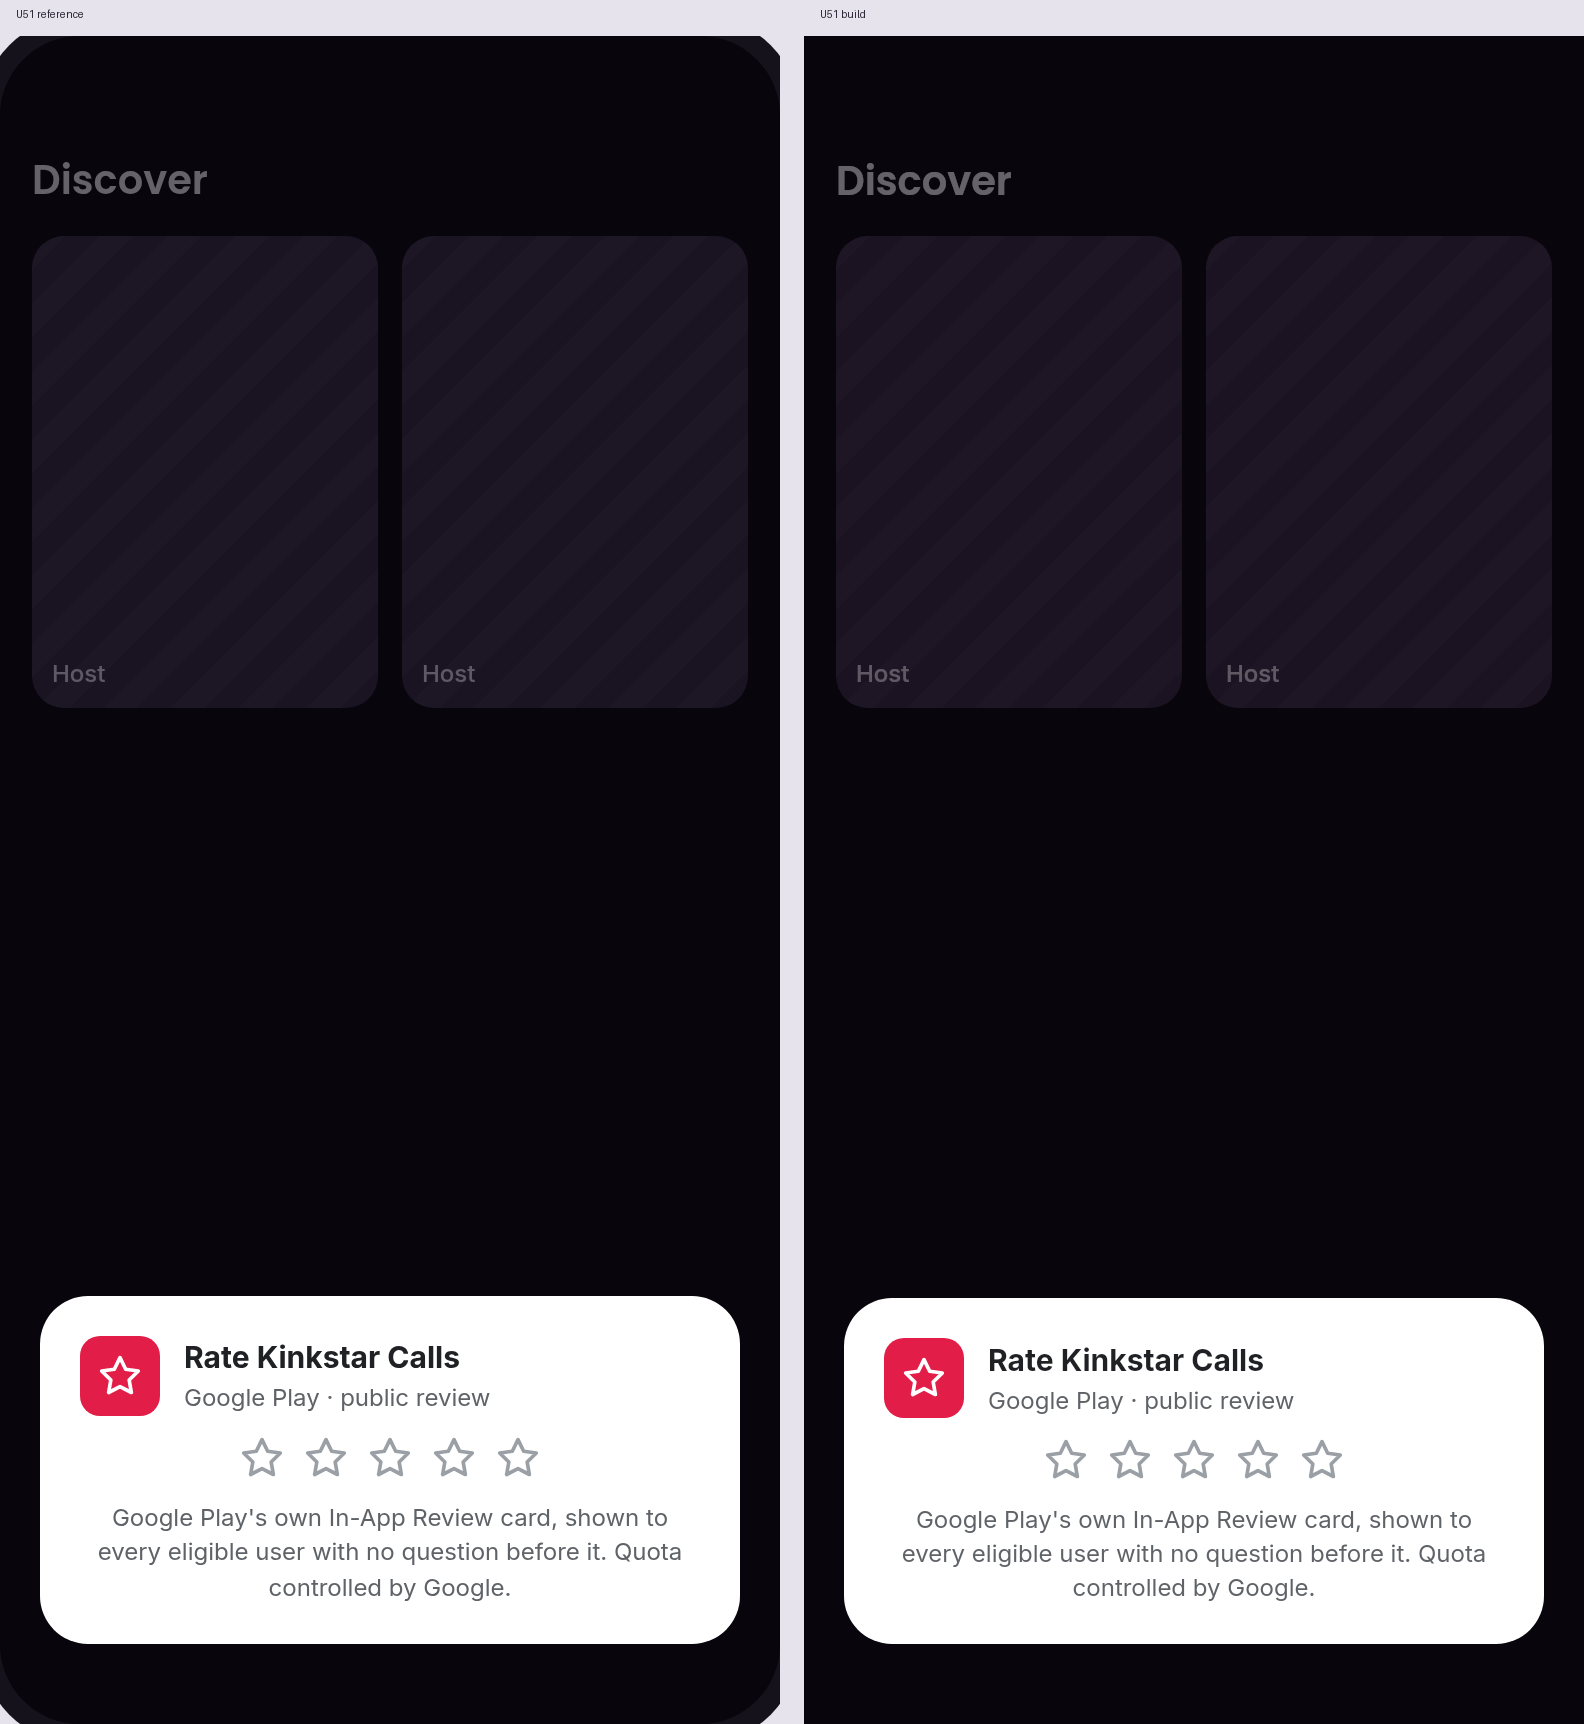 U51 reference
U51 build
Discover
Host
Host
Rate Kinkstar Calls
Google Play · public review
Google Play's own In-App Review card, shown to
every eligible user with no question before it. Quota
controlled by Google.
Discover
Host
Host
Rate Kinkstar Calls
Google Play · public review
Google Play's own In-App Review card, shown to
every eligible user with no question before it. Quota
controlled by Google.